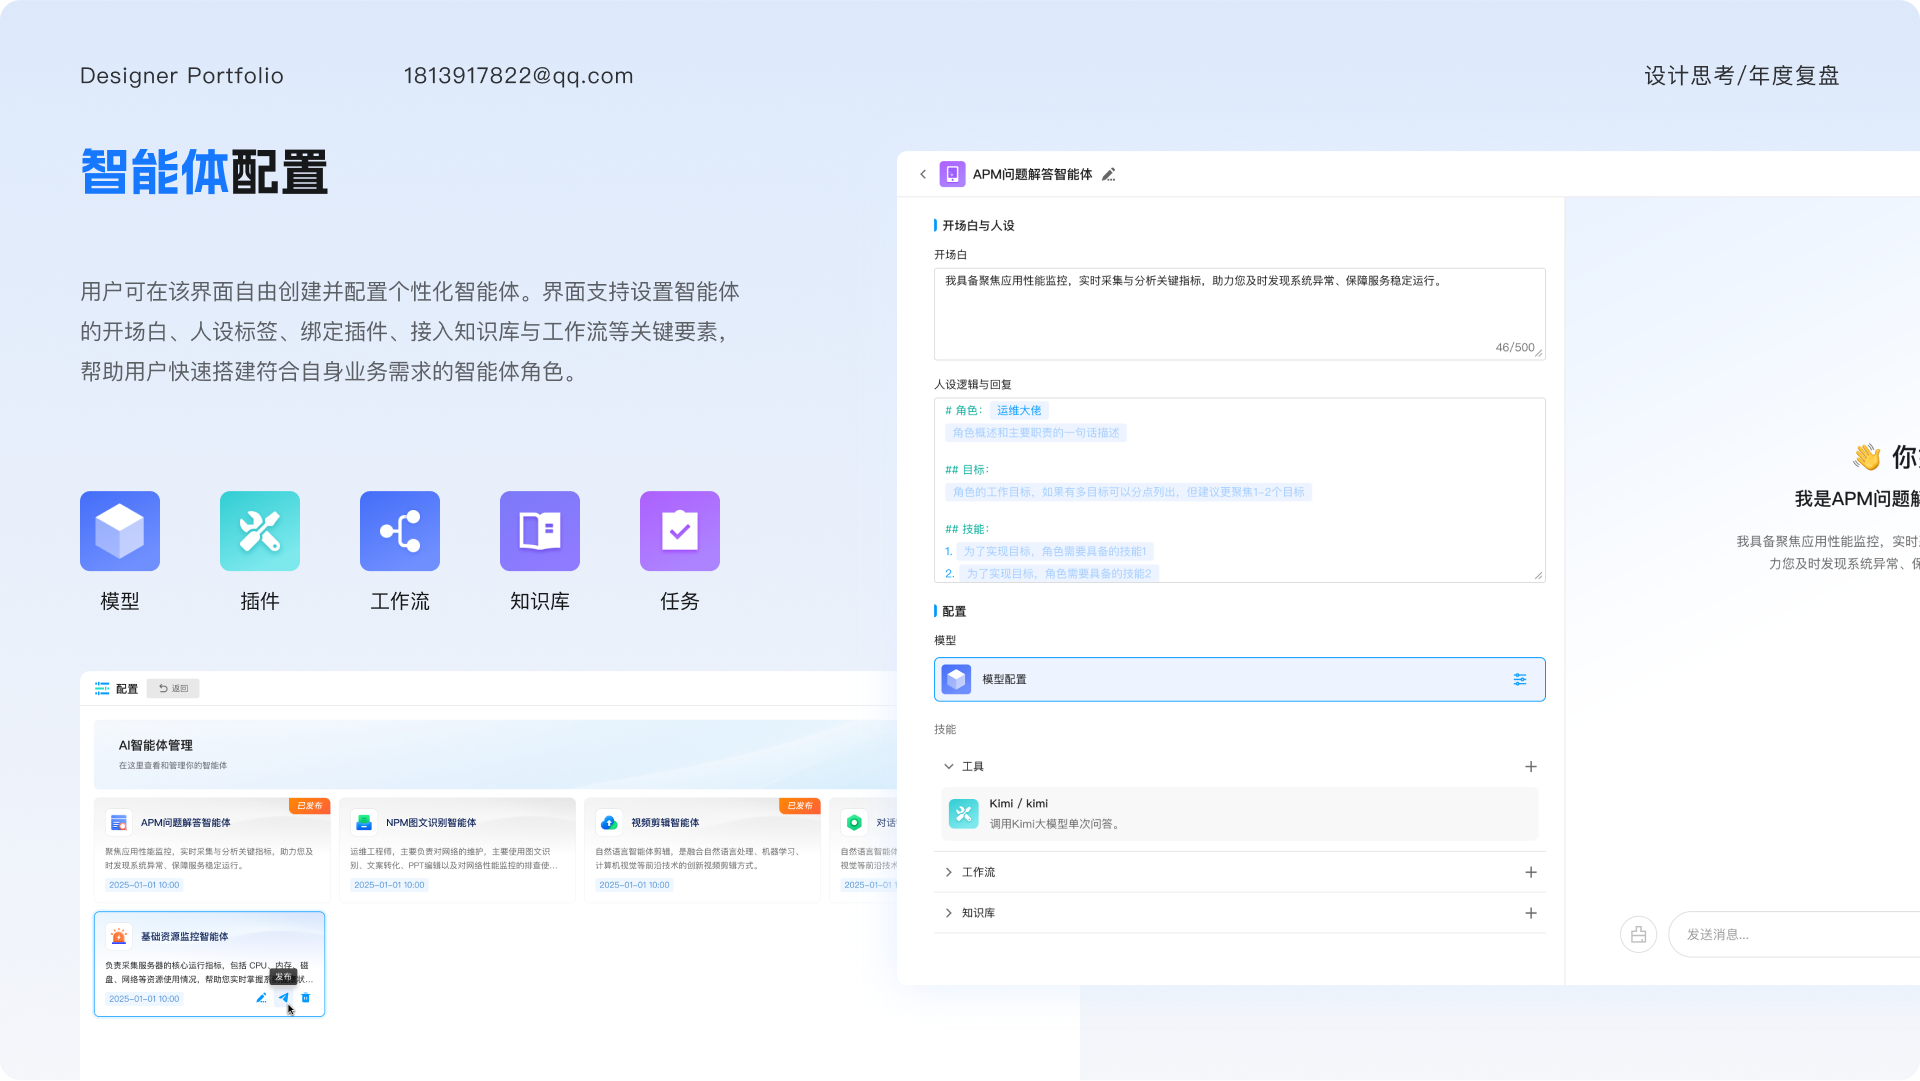 Designer Portfolio
1813917822@qq.com
设计思考/年度复盘
智能体配置
用户可在该界面自由创建并配置个性化智能体。界面支持设置智能体
的开场白、人设标签、绑定插件、接入知识库与工作流等关键要素，
帮助用户快速搭建符合自身业务需求的智能体角色。
模型
插件
工作流
知识库
任务
配置
返回
AI智能体管理
在这里查看和管理你的智能体
已发布
APM问题解答智能体
聚焦应用性能监控，实时采集与分析关键指标，助力您及
时发现系统异常、保障服务稳定运行。
2025-01-01 10:00
NPM图文识别智能体
运维工程师，主要负责对网络的维护，主要使用图文识
别、文案转化、PPT编辑以及对网络性能监控的排查使...
2025-01-01 10:00
已发布
视频剪辑智能体
自然语言智能体剪辑，是融合自然语言处理、机器学习、
计算机视觉等前沿技术的创新视频剪辑方式。
2025-01-01 10:00
对话
自然语言智能体
视觉等前沿技术
2025-01-01 1
基础资源监控智能体
负责采集服务器的核心运行指标，包括 CPU、内存、磁
盘、网络等资源使用情况，帮助您实时掌握系
状...
发布
2025-01-01 10:00
APM问题解答智能体
开场白与人设
开场白
我具备聚焦应用性能监控，实时采集与分析关键指标，助力您及时发现系统异常、保障服务稳定运行。
46/500
人设逻辑与回复
# 角色： 运维大佬
角色概述和主要职责的一句话描述
## 目标：
角色的工作目标，如果有多目标可以分点列出，但建议更聚焦1-2个目标
## 技能：
1. 为了实现目标，角色需要具备的技能1
2. 为了实现目标，角色需要具备的技能2
配置
模型
模型配置
技能
工具
Kimi / kimi
调用Kimi大模型单次问答。
工作流
知识库
👋 你
我是APM问题解
我具备聚焦应用性能监控，实时
力您及时发现系统异常、保
发送消息...